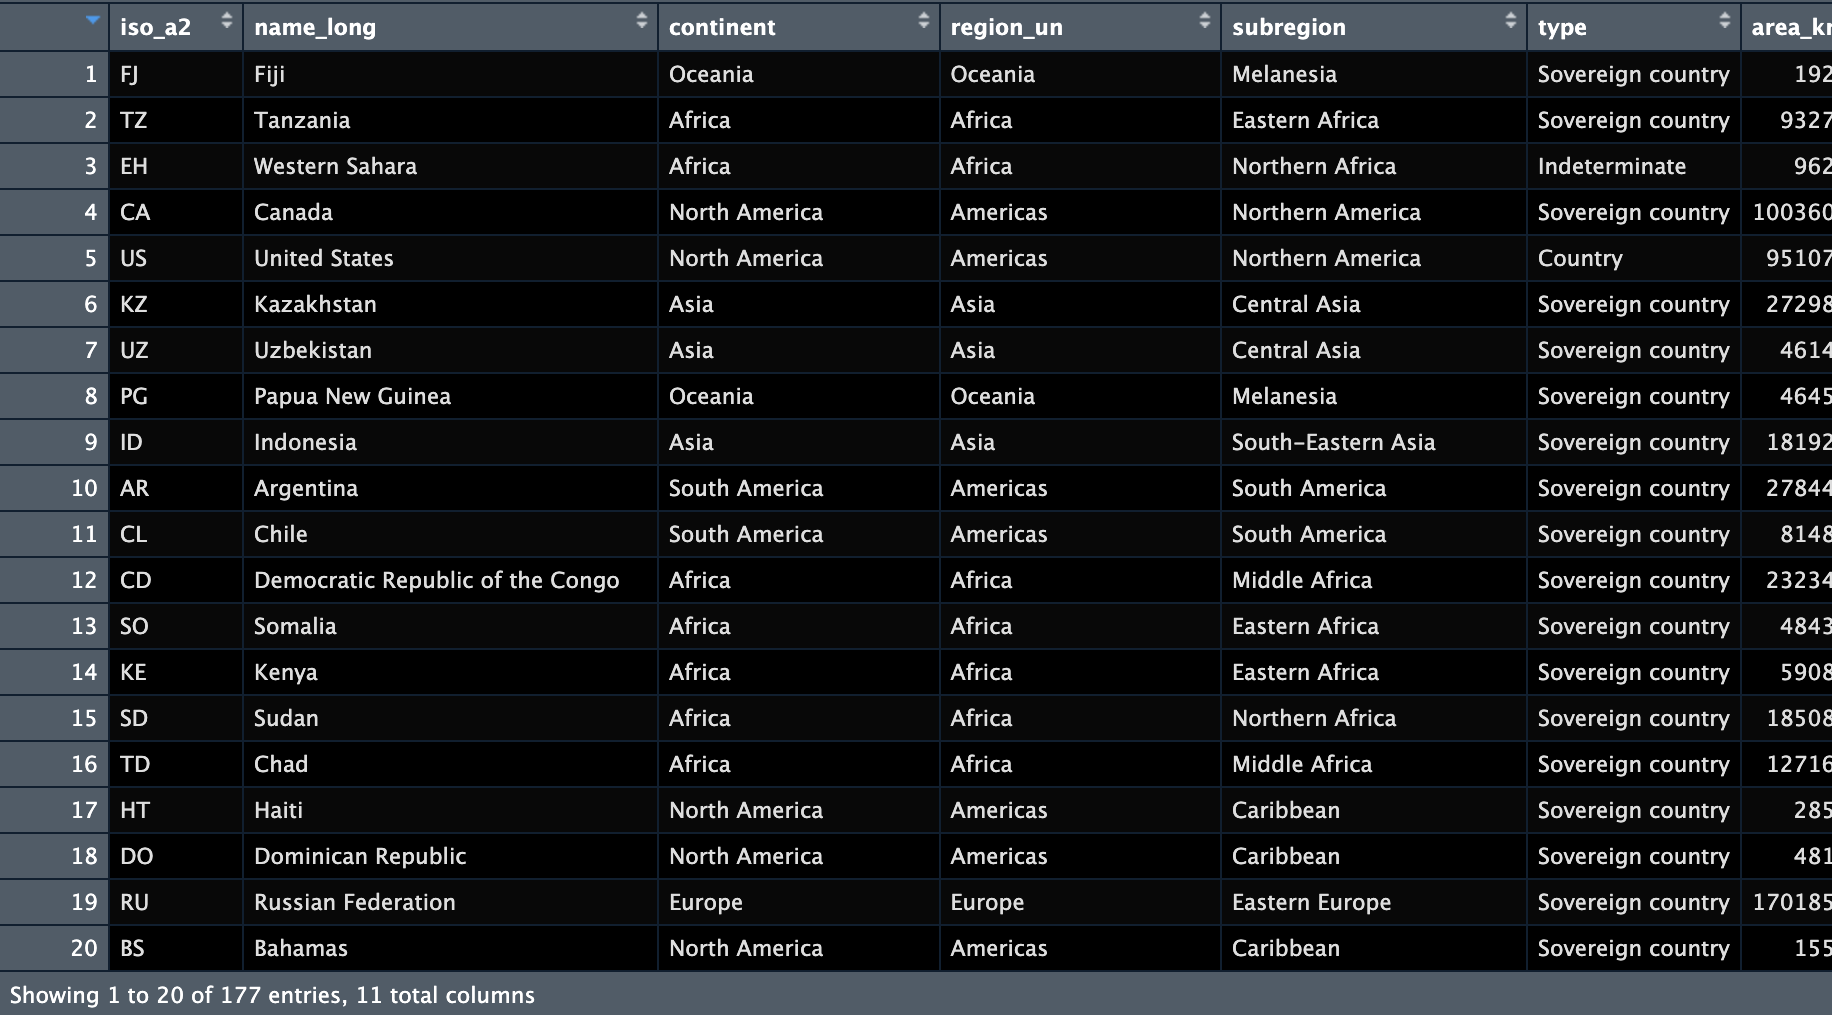 iso_a2 name_long continent region_un subregion type area_k
1 FJ Fiji Oceania Oceania Melanesia Sovereign country 192
2 TZ Tanzania Africa Africa Eastern Africa Sovereign country 9327
3 EH Western Sahara Africa Africa Northern Africa Indeterminate 962
4 CA Canada North America Americas Northern America Sovereign country 100360
5 US United States North America Americas Northern America Country 95107
6 KZ Kazakhstan Asia Asia Central Asia Sovereign country 27298
7 UZ Uzbekistan Asia Asia Central Asia Sovereign country 4614
8 PG Papua New Guinea Oceania Oceania Melanesia Sovereign country 4645
9 ID Indonesia Asia Asia South-Eastern Asia Sovereign country 18192
10 AR Argentina South America Americas South America Sovereign country 27844
11 CL Chile South America Americas South America Sovereign country 8148
12 CD Democratic Republic of the Congo Africa Africa Middle Africa Sovereign country 23234
13 SO Somalia Africa Africa Eastern Africa Sovereign country 4843
14 KE Kenya Africa Africa Eastern Africa Sovereign country 5908
15 SD Sudan Africa Africa Northern Africa Sovereign country 18508
16 TD Chad Africa Africa Middle Africa Sovereign country 12716
17 HT Haiti North America Americas Caribbean Sovereign country 285
18 DO Dominican Republic North America Americas Caribbean Sovereign country 481
19 RU Russian Federation Europe Europe Eastern Europe Sovereign country 170185
20 BS Bahamas North America Americas Caribbean Sovereign country 155
Showing 1 to 20 of 177 entries, 11 total columns